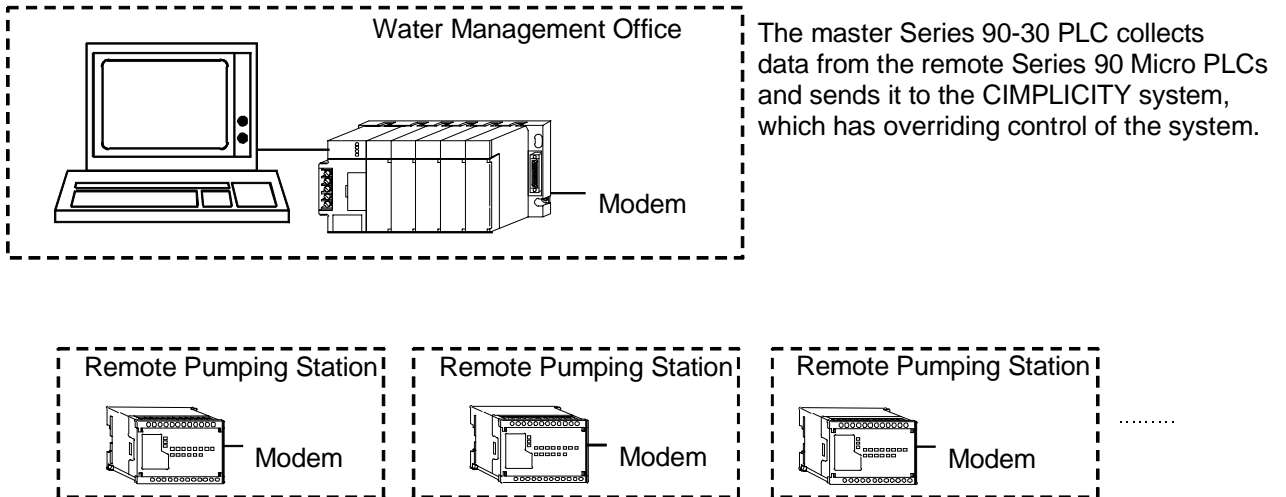 Water Management Office
The master Series 90-30 PLC collects
data from the remote Series 90 Micro PLCs
and sends it to the CIMPLICITY system,
which has overriding control of the system.
Modem
Remote Pumping Station
Modem
Remote Pumping Station
Modem
Remote Pumping Station
Modem
........